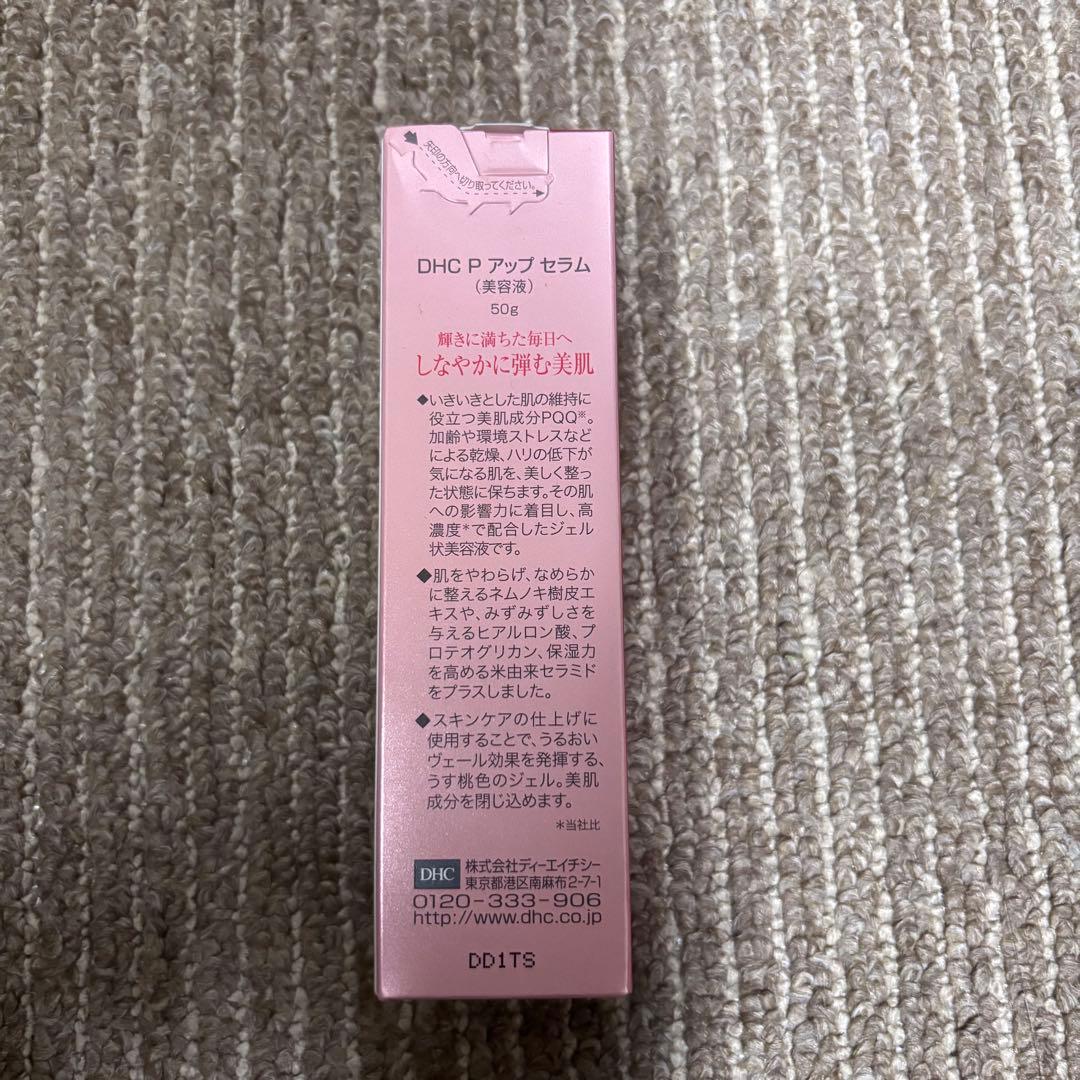 矢印の方向へ切り取ってください。
DHC P アップ セラム
（美容液）
50g
輝きに満ちた毎日へ
しなやかに弾む美肌
◆いきいきとした肌の維持に
役立つ美肌成分PQQ※。
加齢や環境ストレスなど
による乾燥、ハリの低下が
気になる肌を、美しく整っ
た状態に保ちます。その肌
への影響力に着目し、高
濃度*で配合したジェル
状美容液です。
◆肌をやわらげ、なめらか
に整えるネムノキ樹皮エ
キスや、みずみずしさを
与えるヒアルロン酸、プ
ロテオグリカン、保湿力
を高める米由来セラミド
をプラスしました。
◆スキンケアの仕上げに
使用することで、うるおい
ヴェール効果を発揮する、
うす桃色のジェル。美肌
成分を閉じ込めます。
*当社比
DHC 株式会社ディーエイチシー
東京都港区南麻布2-7-1
0120-333-906
http://www.dhc.co.jp
DD1TS